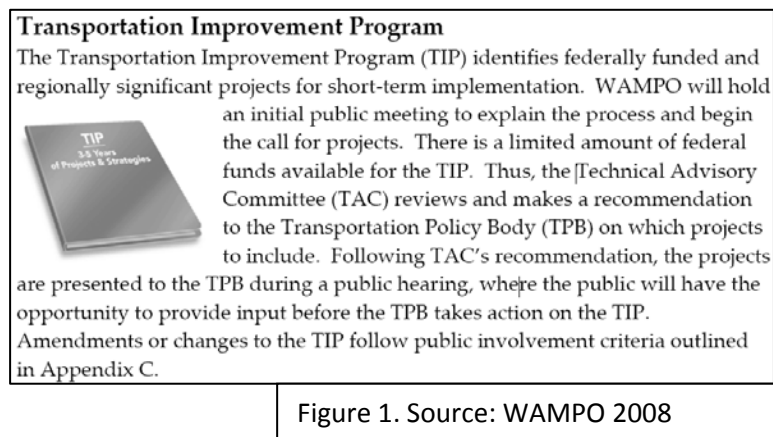 Transportation Improvement Program
The Transportation Improvement Program (TIP) identifies federally funded and
regionally significant projects for short-term implementation.  WAMPO will hold
an initial public meeting to explain the process and begin
the call for projects.  There is a limited amount of federal
funds available for the TIP.  Thus, the Technical Advisory
Committee (TAC) reviews and makes a recommendation
to the Transportation Policy Body (TPB) on which projects
to include.  Following TAC's recommendation, the projects
TIP
3-5 Years
of Projects & Strategies
are presented to the TPB during a public hearing, where the public will have the
opportunity to provide input before the TPB takes action on the TIP.
Amendments or changes to the TIP follow public involvement criteria outlined
in Appendix C.
Figure 1. Source: WAMPO 2008